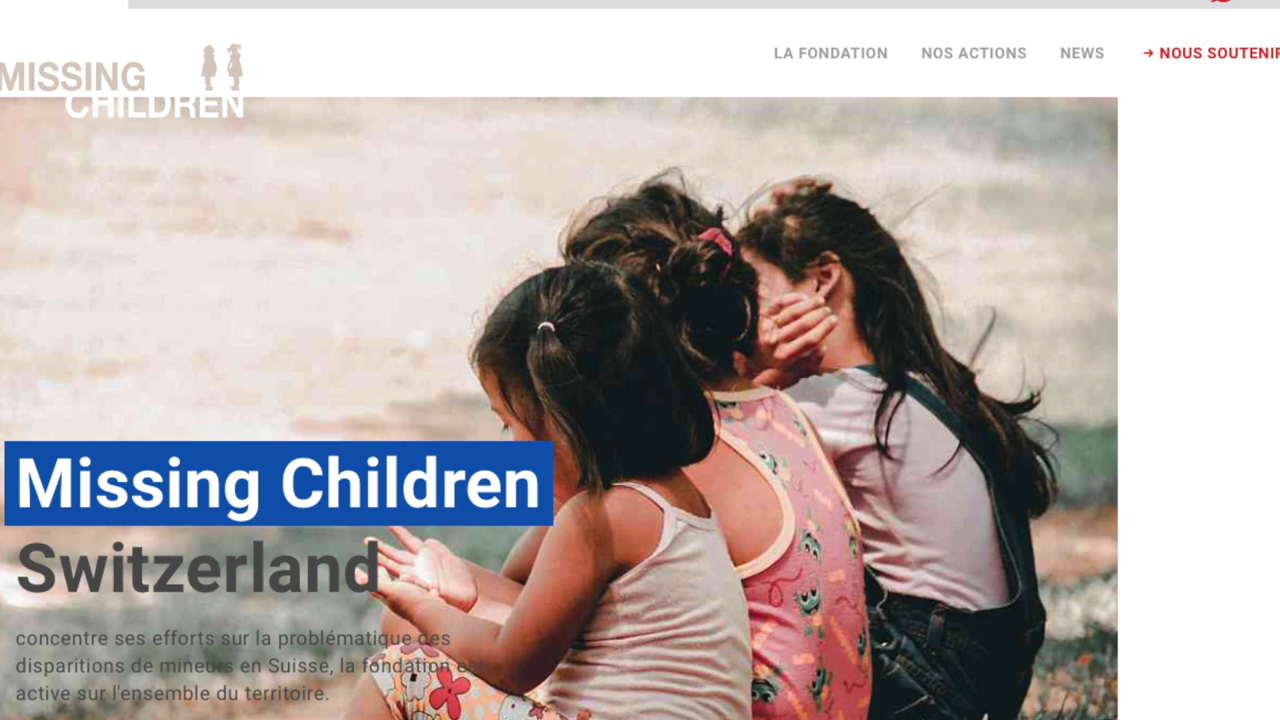 MISSING
CHILDREN
LA FONDATION NOS ACTIONS NEWS → NOUS SOUTENIR
Missing Children
Switzerland
concentre ses efforts sur la problématique des
disparitions de mineurs en Suisse, la fondation est
active sur l'ensemble du territoire.